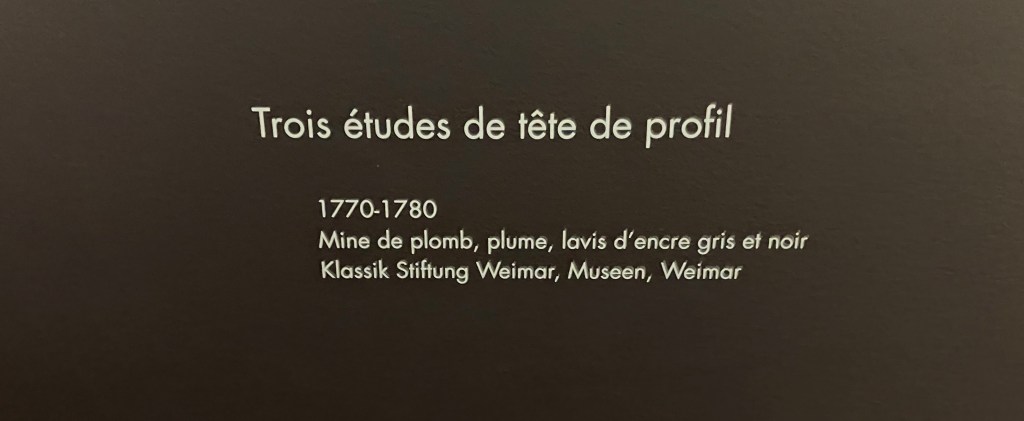 Trois études de tête de profil
1770-1780
Mine de plomb, plume, lavis d'encre gris et noir
Klassik Stiftung Weimar, Museen, Weimar